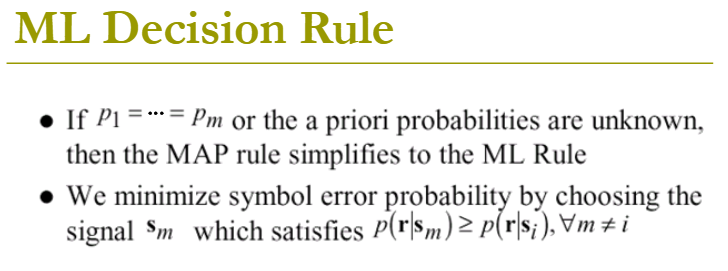 ML Decision Rule
• If p₁ = ··· = pₘ or the a priori probabilities are unknown,
then the MAP rule simplifies to the ML Rule
• We minimize symbol error probability by choosing the
signal sₘ which satisfies p(r|sₘ) ≥ p(r|sᵢ), ∀m ≠ i